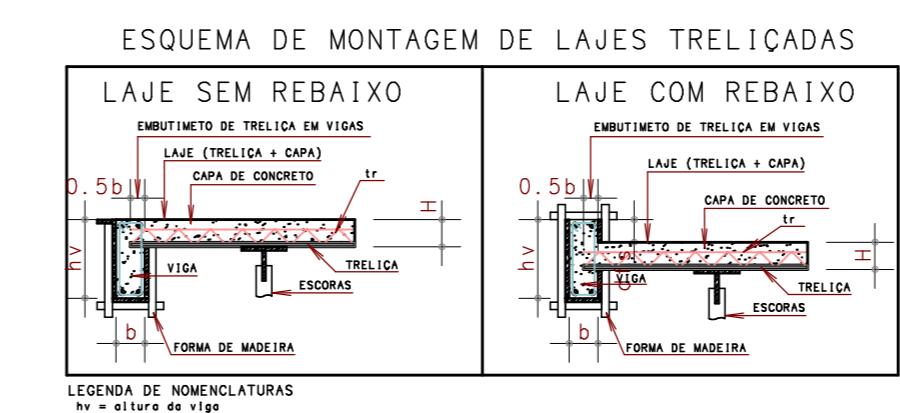 ESQUEMA DE MONTAGEM DE LAJES TRELIÇADAS
LAJE SEM REBAIXO
EMBUTIMETO DE TRELIÇA EM VIGAS
LAJE (TRELIÇA + CAPA)
CAPA DE CONCRETO
tr
0.5b
H
hv
VIGA
TRELIÇA
ESCORAS
b
FORMA DE MADEIRA
LAJE COM REBAIXO
EMBUTIMETO DE TRELIÇA EM VIGAS
LAJE (TRELIÇA + CAPA)
CAPA DE CONCRETO
tr
0.5b
H
hv
VIGA
TRELIÇA
ESCORAS
b
FORMA DE MADEIRA
LEGENDA DE NOMENCLATURAS
hv = altura da viga